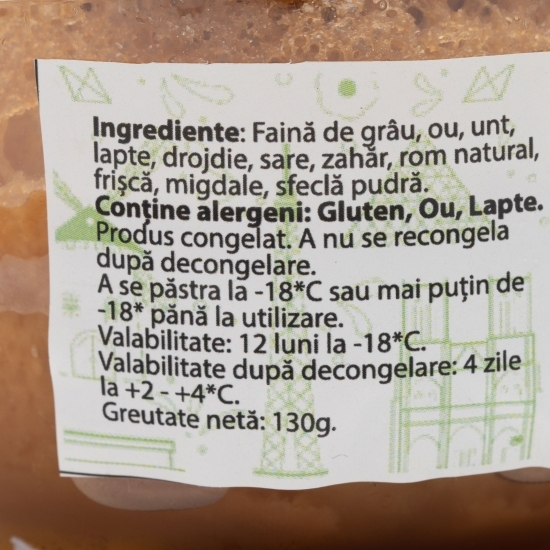 Ingrediente: Faină de grâu, ou, unt,
lapte, drojdie, sare, zahăr, rom natural,
frișcă, migdale, sfeclă pudră.
Conține alergeni: Gluten, Ou, Lapte.
Produs congelat. A nu se recongela
după decongelare.
A se păstra la -18*C sau mai puțin de
-18* pănă la utilizare.
Valabilitate: 12 luni la -18*C.
Valabilitate după decongelare: 4 zile
la +2 - +4*C.
Greutate netă: 130g.